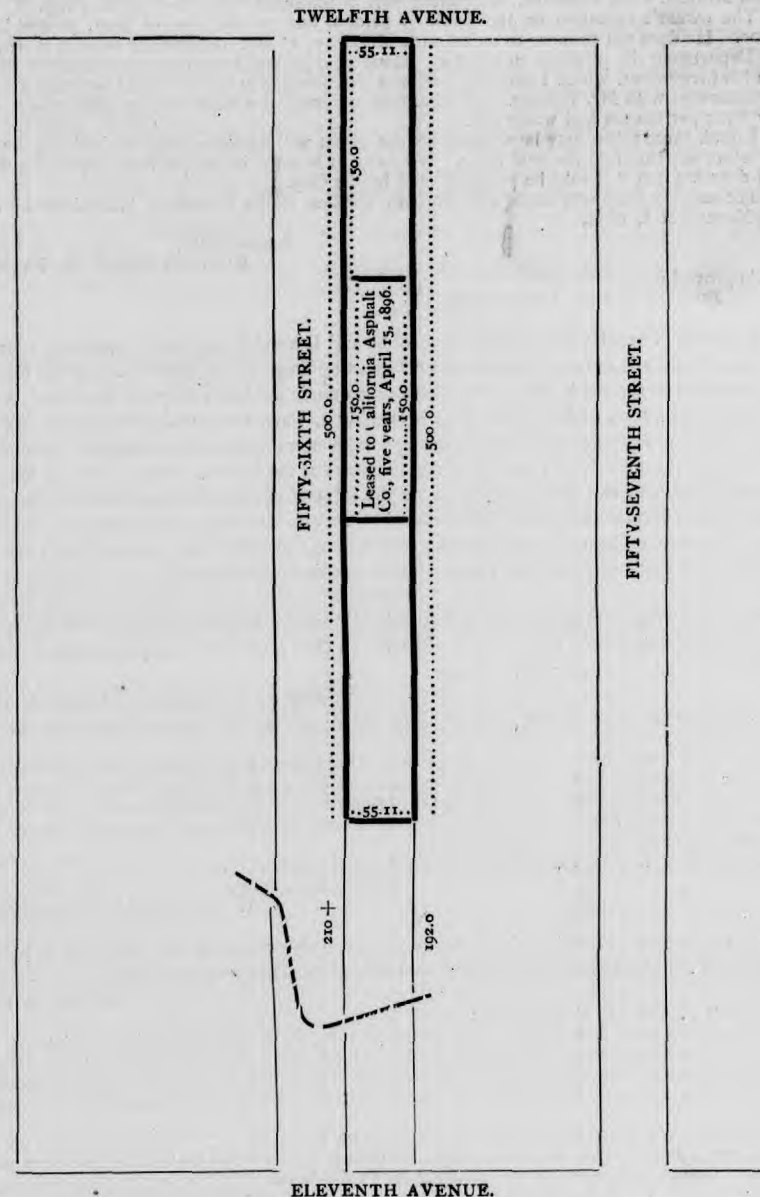 TWELFTH AVENUE.
..55.11..
150.0
FIFTY-SIXTH STREET.
500.0.
150.0.
Leased to California Asphalt
Co., five years, April 15, 1896.
150.0.
500.0.
FIFTY-SEVENTH STREET.
..55.11..
210 +
192.0
ELEVENTH AVENUE.